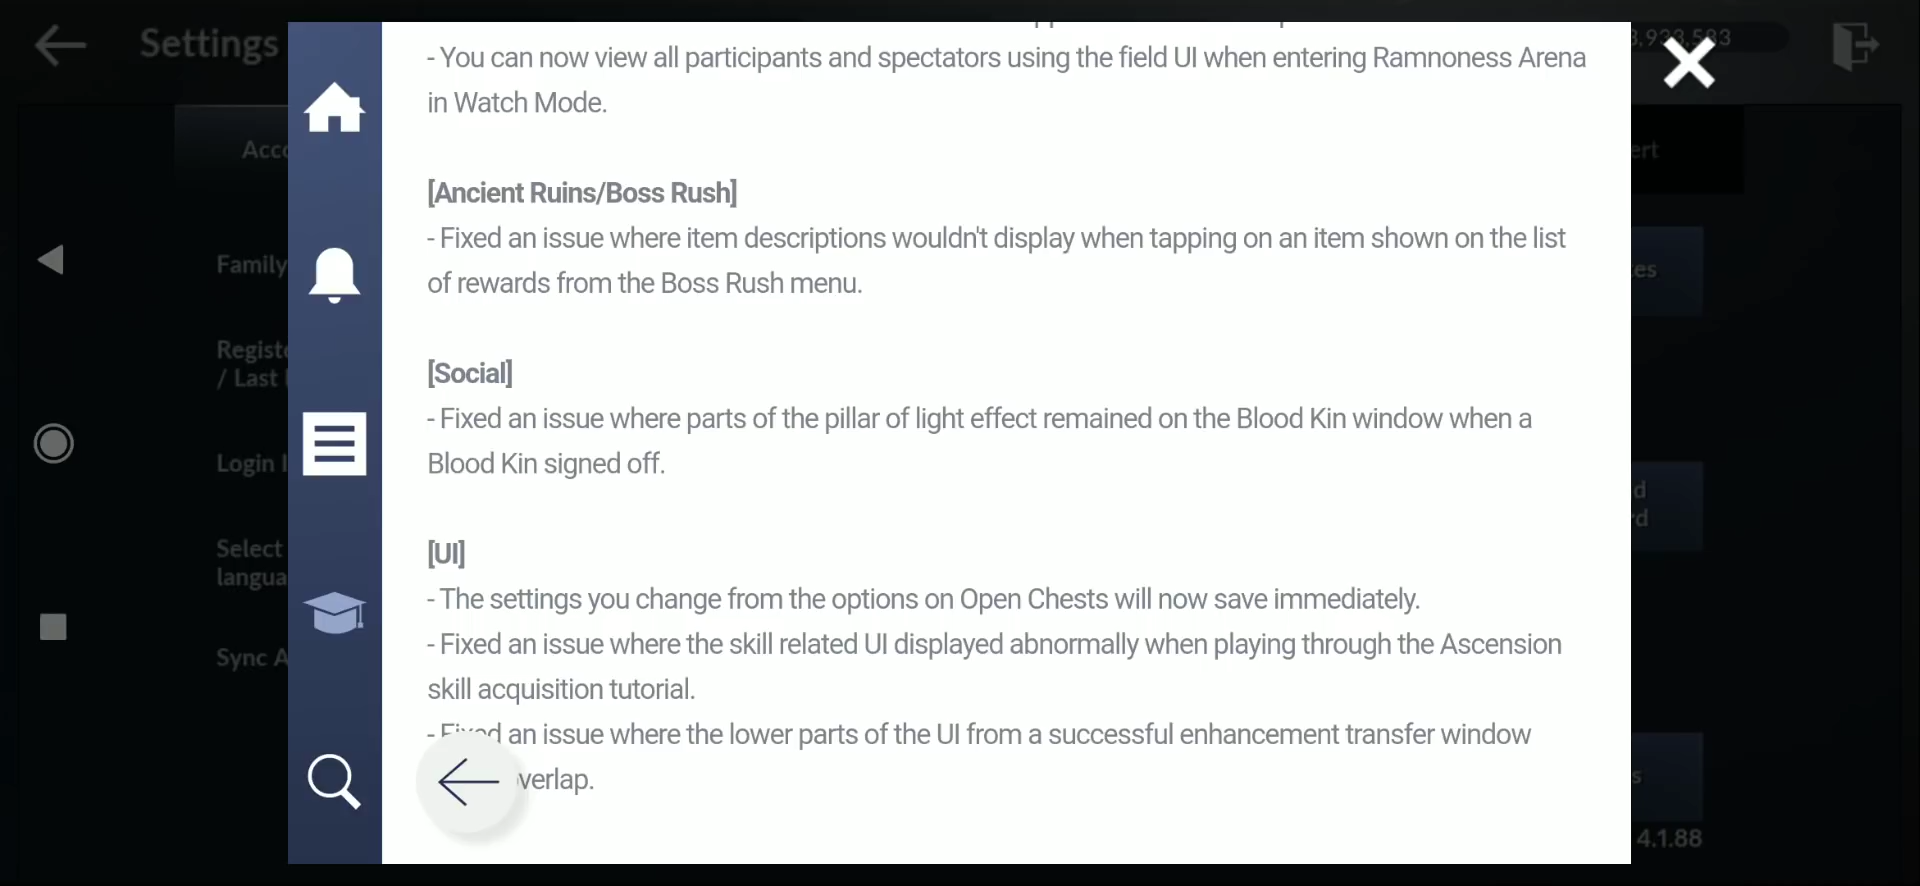 Settings
- You can now view all participants and spectators using the field UI when entering Ramnoness Arena
in Watch Mode.
[Ancient Ruins/Boss Rush]
- Fixed an issue where item descriptions wouldn't display when tapping on an item shown on the list
of rewards from the Boss Rush menu.
[Social]
- Fixed an issue where parts of the pillar of light effect remained on the Blood Kin window when a
Blood Kin signed off.
[UI]
- The settings you change from the options on Open Chests will now save immediately.
- Fixed an issue where the skill related UI displayed abnormally when playing through the Ascension
skill acquisition tutorial.
- Fixed an issue where the lower parts of the UI from a successful enhancement transfer window
verlap.
Family
/ Last
Login
Select
Sync A
4.1.88